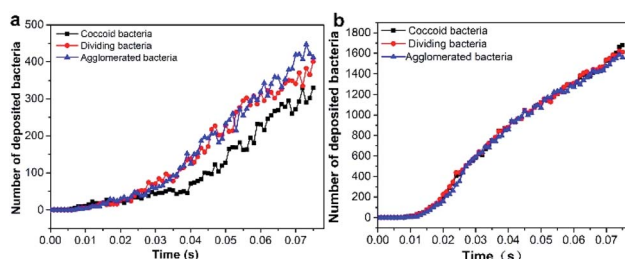 a
Coccoid bacteria
Dividing bacteria
Agglomerated bacteria
Number of deposited bacteria
450
400
300
200
100
50
0
0.00 0.01 0.02 0.03 0.04 0.05 0.06 0.07
Time (s)
b
Coccoid bacteria
Dividing bacteria
Agglomerated bacteria
Number of deposited bacteria
1800
1600
1400
1200
1000
800
600
400
200
0
0.00 0.01 0.02 0.03 0.04 0.05 0.06 0.07
Time (s)